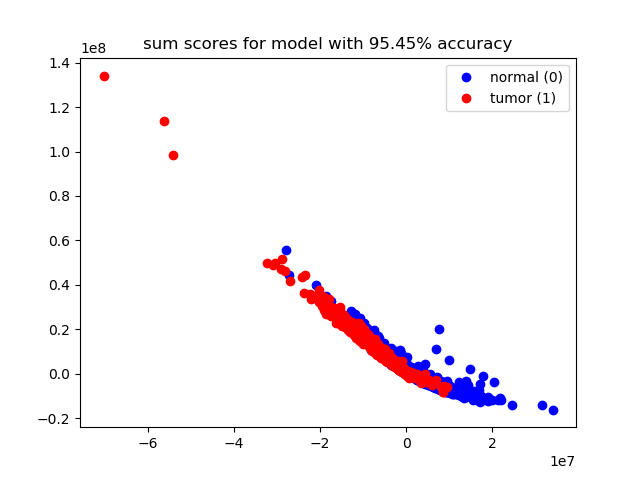 sum scores for model with 95.45% accuracy
1e8
normal (0)
tumor (1)
1.4
1.2
1.0
0.8
0.6
0.4
0.2
0.0
−0.2
−6
−4
−2
0
2
1e7